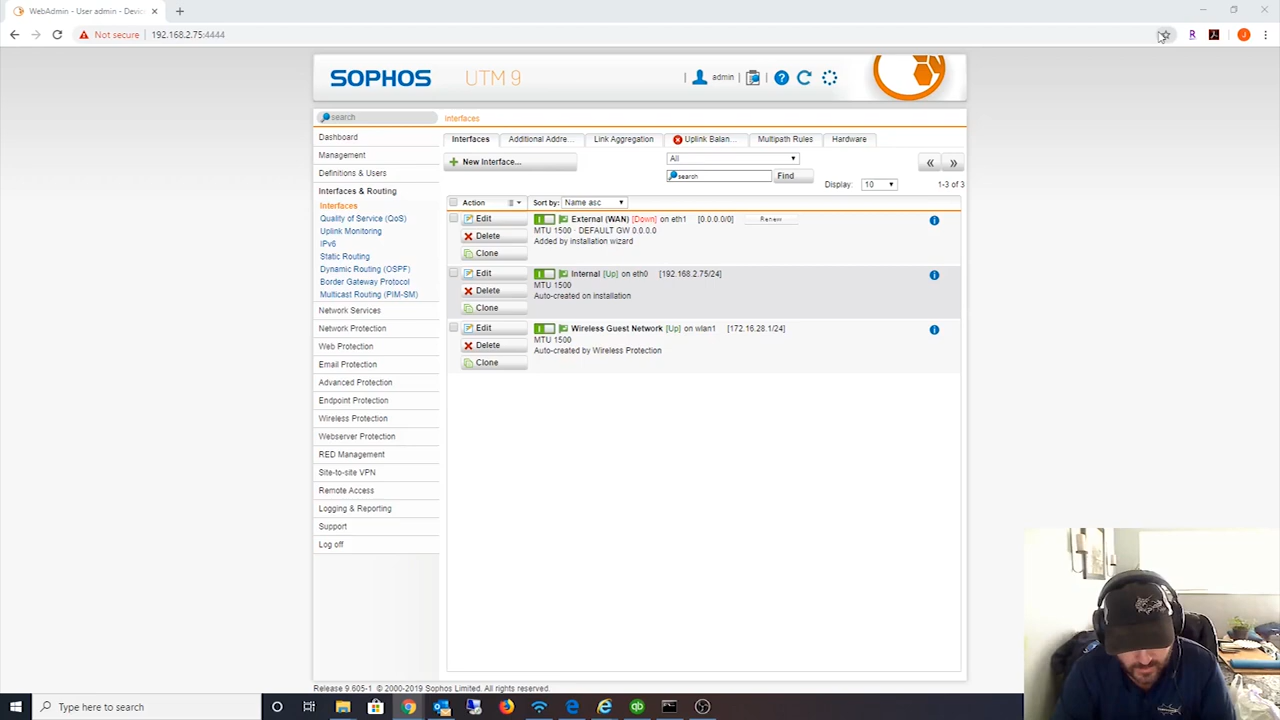 WebAdmin - User admin - Devic
Not secure 192.168.2.75:4444
SOPHOS UTM 9 admin
search
Interfaces
Dashboard
Management
Definitions & Users
Interfaces & Routing
Interfaces
Quality of Service (QoS)
Uplink Monitoring
IPv6
Static Routing
Dynamic Routing (OSPF)
Border Gateway Protocol
Multicast Routing (PIM-SM)
Network Services
Network Protection
Web Protection
Email Protection
Advanced Protection
Endpoint Protection
Wireless Protection
Webserver Protection
RED Management
Site-to-site VPN
Remote Access
Logging & Reporting
Support
Log off
Interfaces Additional Addre... Link Aggregation Uplink Balan... Multipath Rules Hardware
New Interface...
All
search Find
Display: 10 1-3 of 3
« »
Action Sort by: Name asc
Edit External (WAN) [Down] on eth1 [0.0.0.0/0] Renew
MTU 1500 · DEFAULT GW 0.0.0.0
Delete
Added by installation wizard
Clone
Edit Internal [Up] on eth0 [192.168.2.75/24]
MTU 1500
Delete
Auto-created on installation
Clone
Edit Wireless Guest Network [Up] on wlan1 [172.16.28.1/24]
MTU 1500
Delete
Auto-created by Wireless Protection
Clone
Release 9.605-1 © 2000-2019 Sophos Limited. All rights reserved.
Type here to search